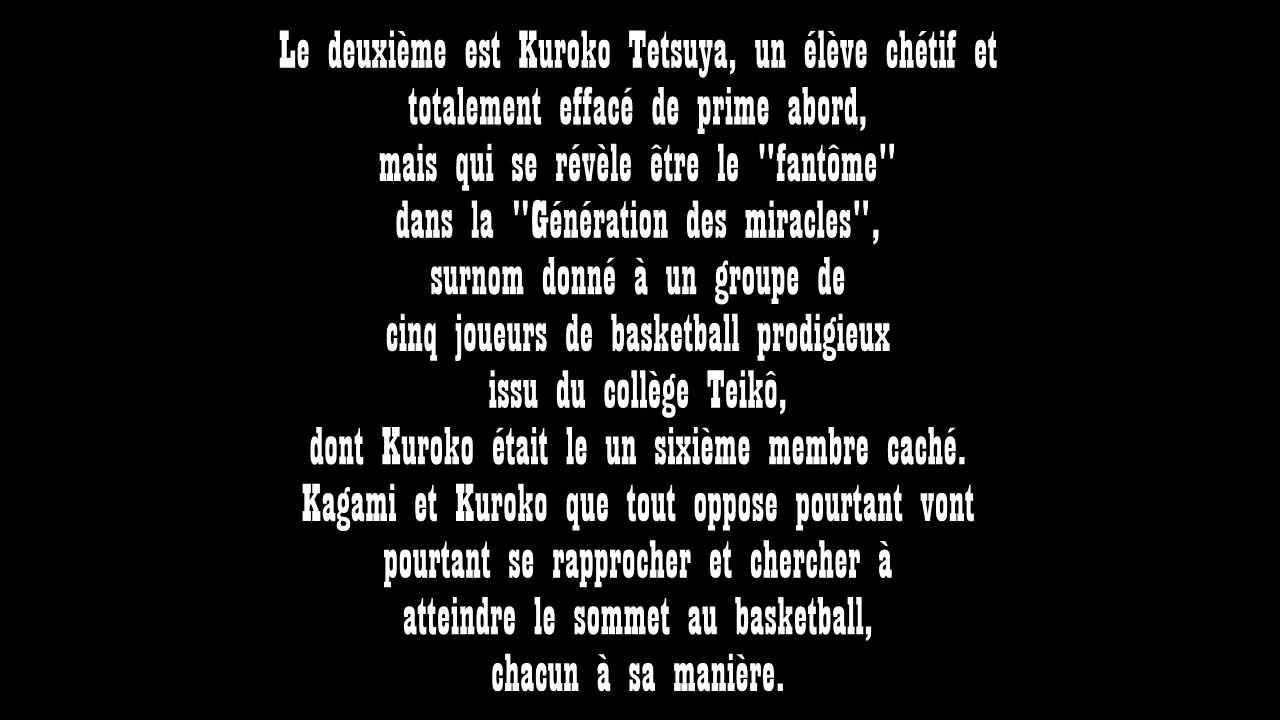 Le deuxième est Kuroko Tetsuya, un élève chétif et
totalement effacé de prime abord,
mais qui se révèle être le "fantôme"
dans la "Génération des miracles",
surnom donné à un groupe de
cinq joueurs de basketball prodigieux
issu du collège Teikô,
dont Kuroko était le un sixième membre caché.
Kagami et Kuroko que tout oppose pourtant vont
pourtant se rapprocher et chercher à
atteindre le sommet au basketball,
chacun à sa manière.